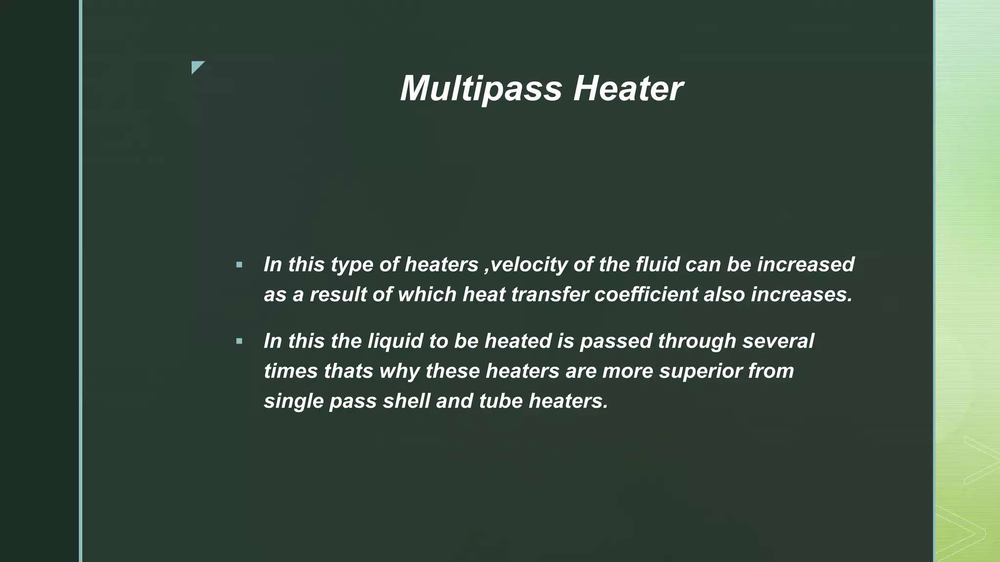 Multipass Heater
▪ In this type of heaters ,velocity of the fluid can be increased
as a result of which heat transfer coefficient also increases.
▪ In this the liquid to be heated is passed through several
times thats why these heaters are more superior from
single pass shell and tube heaters.